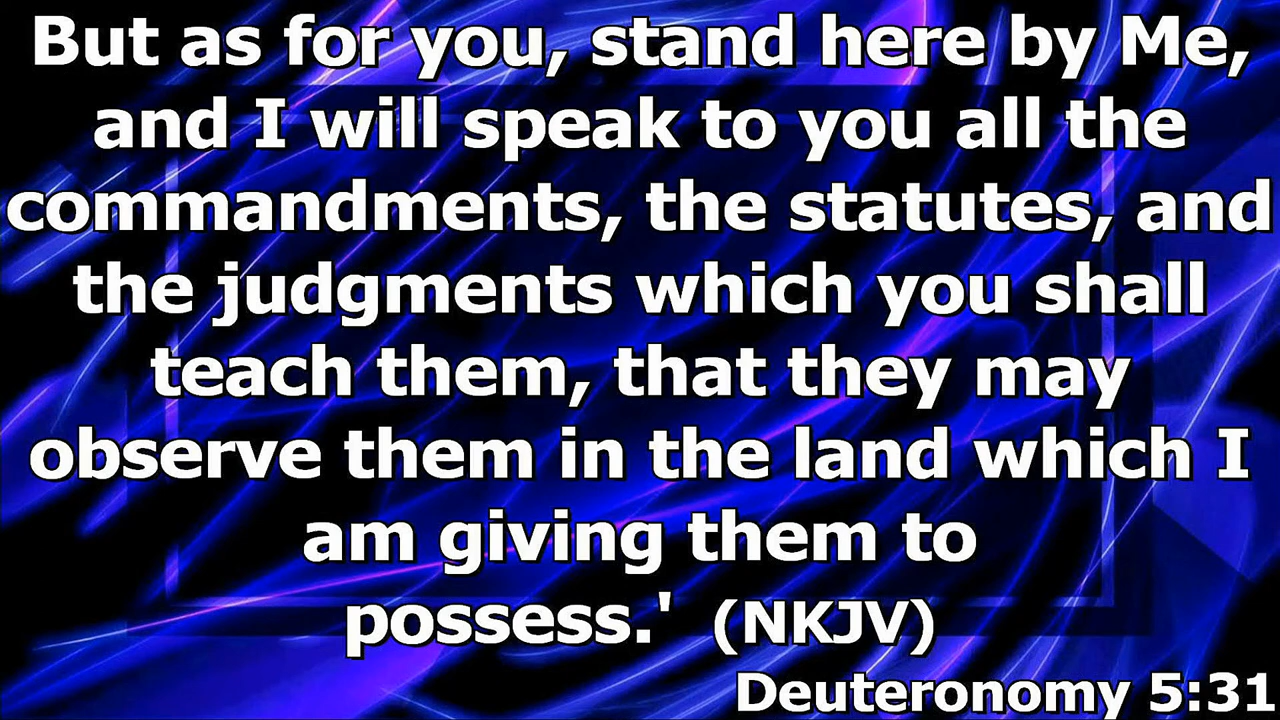 But as for you, stand here by Me,
and I will speak to you all the
commandments, the statutes, and
the judgments which you shall
teach them, that they may
observe them in the land which I
am giving them to
possess.' (NKJV)
Deuteronomy 5:31